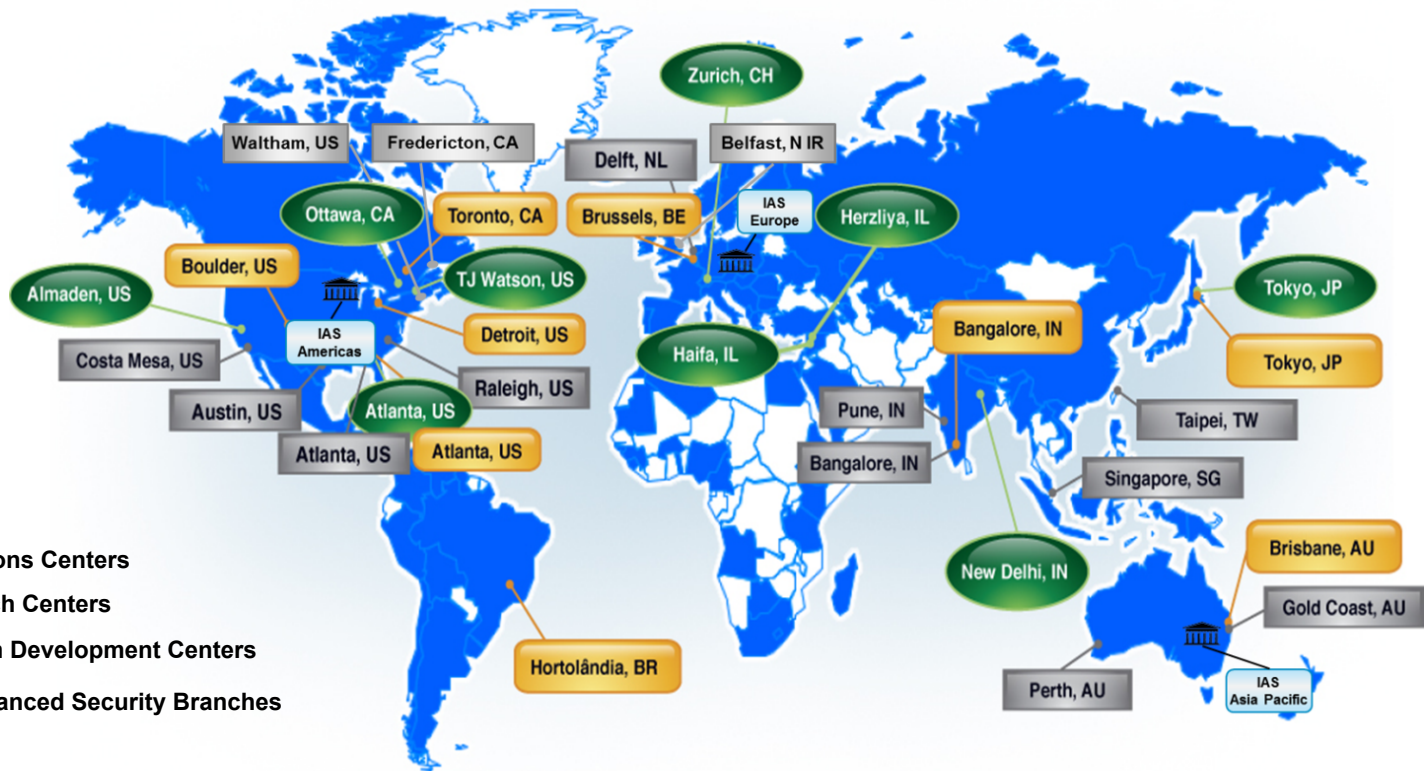 Zurich, CH
Waltham, US
Fredericton, CA
Delft, NL
Belfast, N IR
Ottawa, CA
Toronto, CA
Brussels, BE
IAS
Europe
Herzliya, IL
Boulder, US
TJ Watson, US
Almaden, US
Tokyo, JP
IAS
Americas
Detroit, US
Bangalore, IN
Costa Mesa, US
Haifa, IL
Tokyo, JP
Raleigh, US
Austin, US
Atlanta, US
Pune, IN
Taipei, TW
Atlanta, US
Atlanta, US
Bangalore, IN
Singapore, SG
ons Centers
Brisbane, AU
New Delhi, IN
h Centers
Gold Coast, AU
n Development Centers
Hortolândia, BR
Perth, AU
IAS
Asia Pacific
anced Security Branches